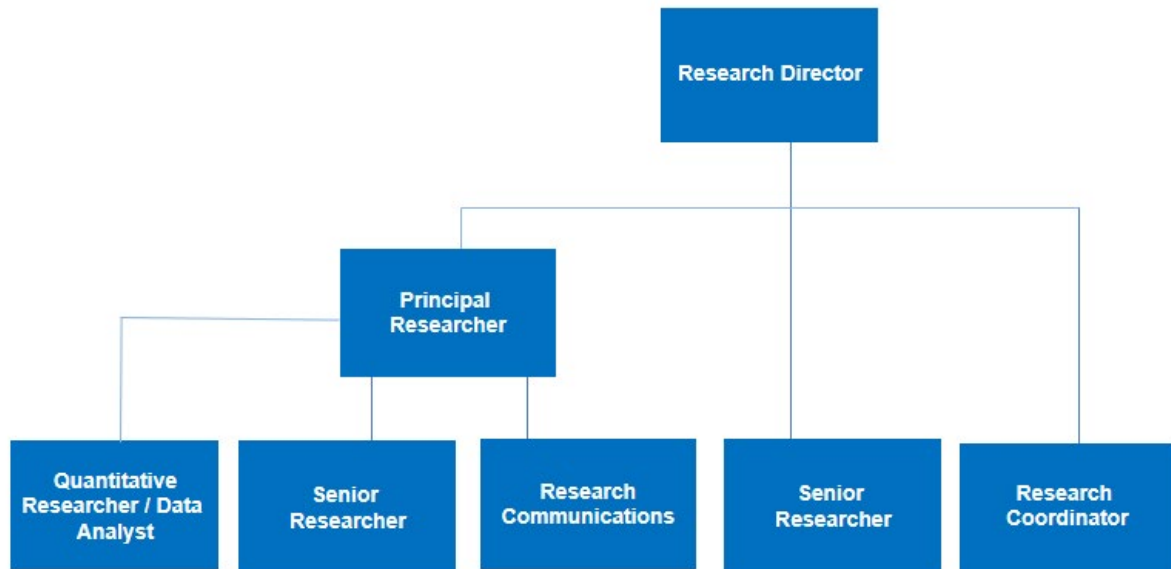 Research Director
Principal
Researcher
Quantitative
Researcher / Data
Analyst
Senior
Researcher
Research
Communications
Senior
Researcher
Research
Coordinator